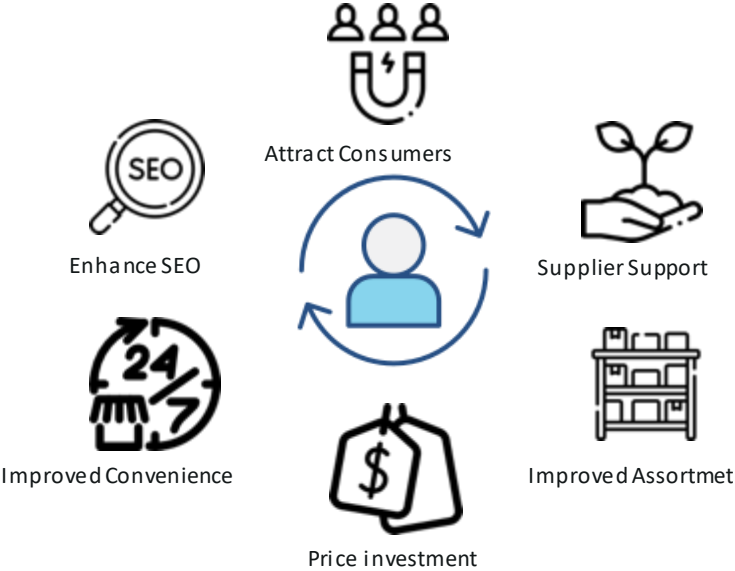 Attract Consumers
SEO
Enhance SEO
Supplier Support
24/7
Improved Convenience
Improved Assortmet
$
Price investment